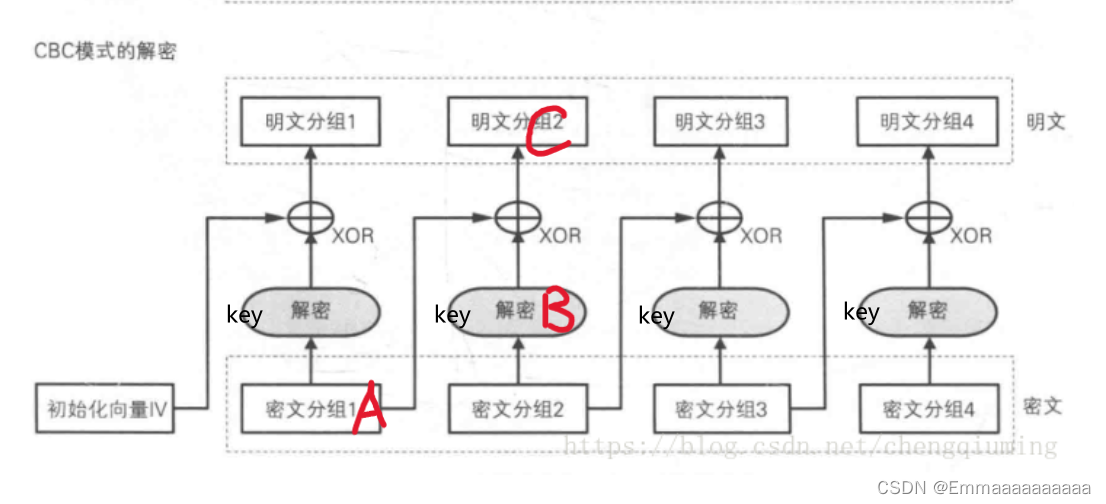 CBC模式的解密
明文分组1 明文分组2 明文分组3 明文分组4 明文
C
XOR XOR XOR XOR
key 解密 key 解密 key 解密 key 解密
B
初始化向量IV 密文分组1 密文分组2 密文分组3 密文分组4 密文
A
https://blog.csdn.net/chengqiuming
CSDN @Emmaaaaaaaaaa